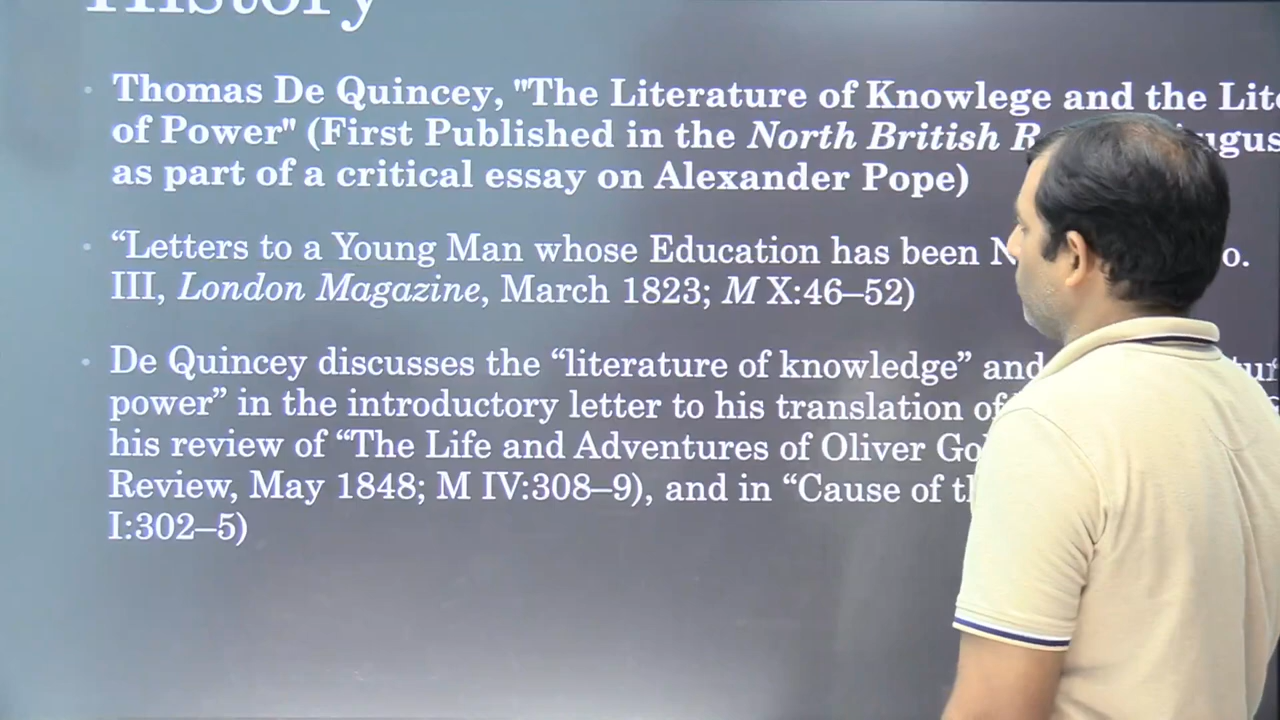 History
Thomas De Quincey, "The Literature of Knowlege and the
of Power" (First Published in the North British
as part of a critical essay on Alexander Pope)
“Letters to a Young Man whose Education has been
III, London Magazine, March 1823; M X:46–52)
De Quincey discusses the “literature of knowledge” and
power” in the introductory letter to his translation of
his review of “The Life and Adventures of Oliver
Review, May 1848; M IV:308–9), and in “Cause of
I:302–5)